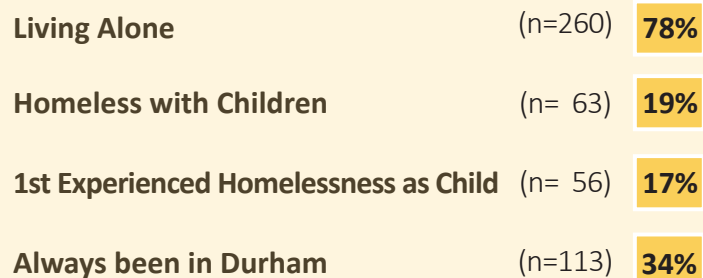 Living Alone (n=260) 78%
Homeless with Children (n= 63) 19%
1st Experienced Homelessness as Child (n= 56) 17%
Always been in Durham (n=113) 34%